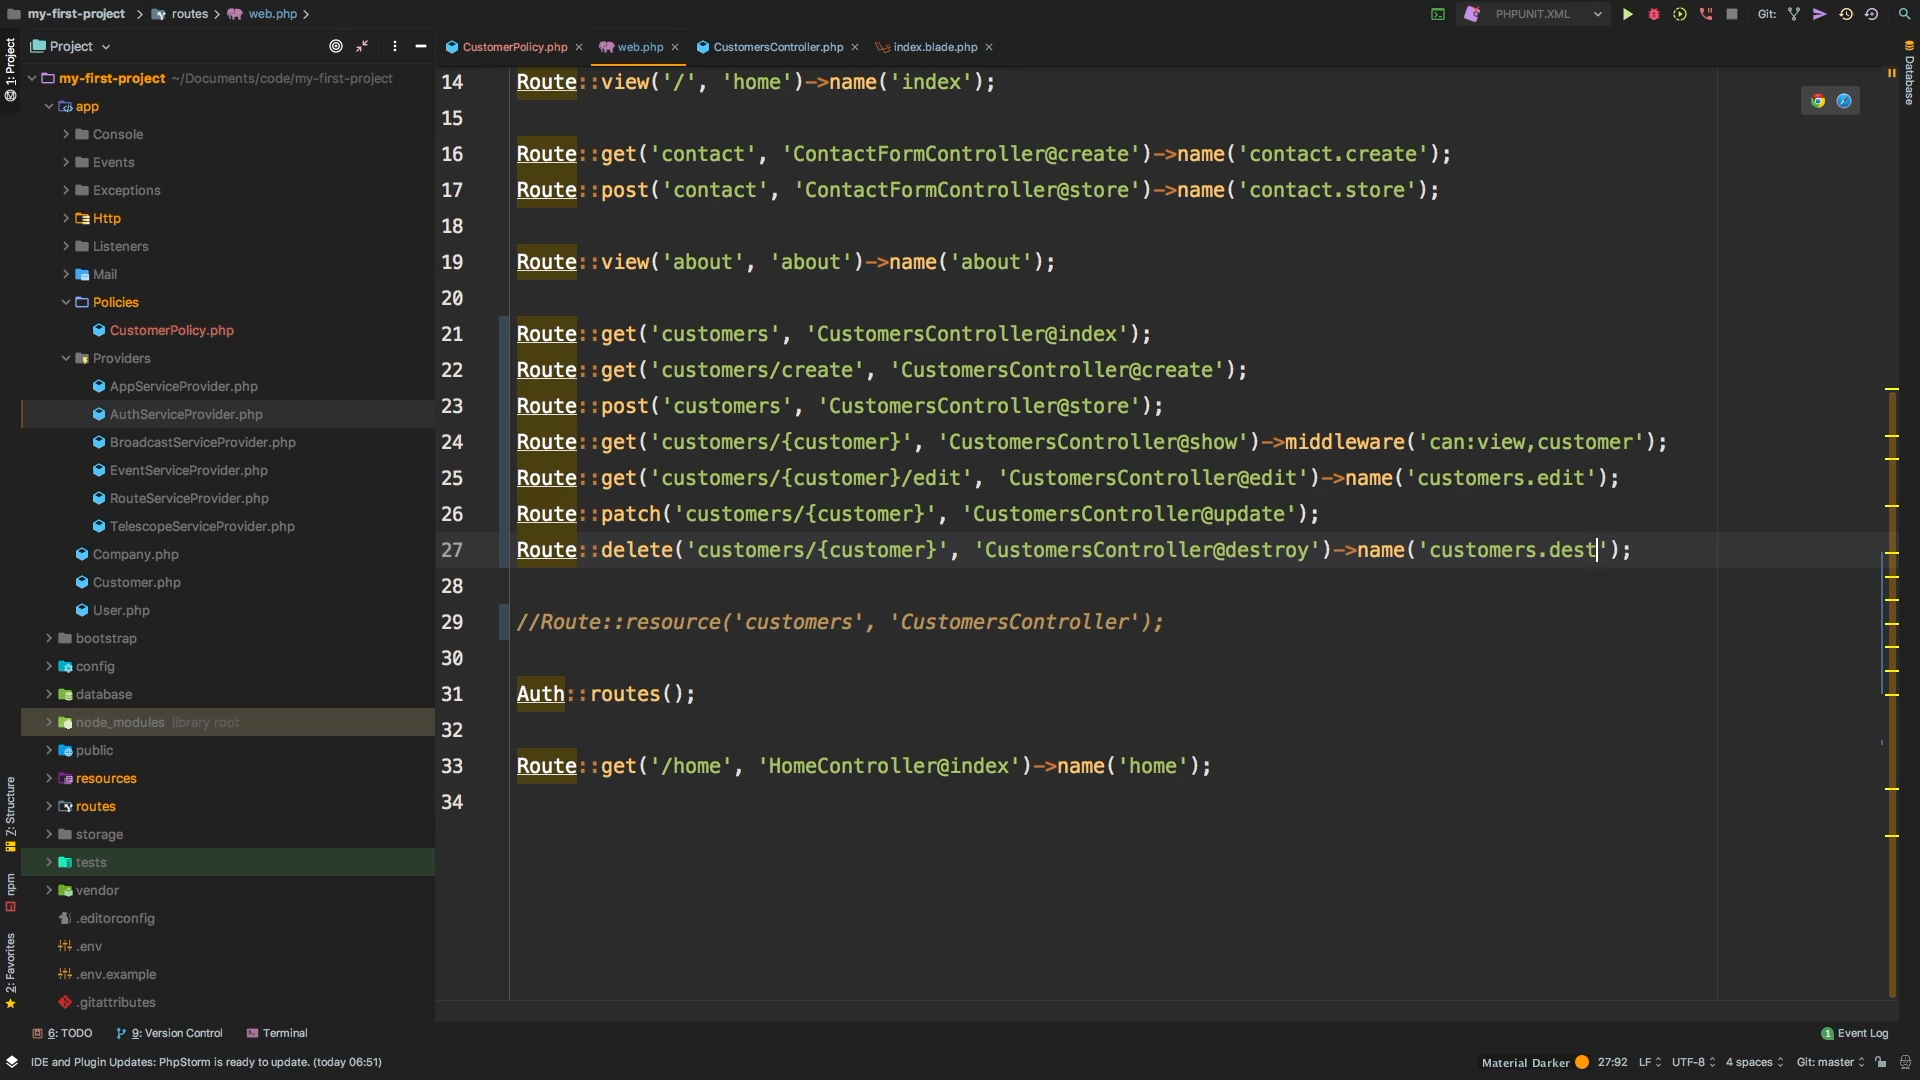 my-first-project
routes
web.php
PHPUNIT.XML
Git:
Project
CustomerPolicy.php
web.php
CustomersController.php
index.blade.php
1: Project
Database
my-first-project ~/Documents/code/my-first-project
app
Console
Events
Exceptions
Http
Listeners
Mail
Policies
CustomerPolicy.php
Providers
AppServiceProvider.php
AuthServiceProvider.php
BroadcastServiceProvider.php
EventServiceProvider.php
RouteServiceProvider.php
TelescopeServiceProvider.php
Company.php
Customer.php
User.php
bootstrap
config
database
node_modules library root
public
resources
routes
storage
tests
vendor
.editorconfig
.env
.env.example
.gitattributes
Z: Structure
npm
2: Favorites
14 Route::view('/', 'home')->name('index');
15
16 Route::get('contact', 'ContactFormController@create')->name('contact.create');
17 Route::post('contact', 'ContactFormController@store')->name('contact.store');
18
19 Route::view('about', 'about')->name('about');
20
21 Route::get('customers', 'CustomersController@index');
22 Route::get('customers/create', 'CustomersController@create');
23 Route::post('customers', 'CustomersController@store');
24 Route::get('customers/{customer}', 'CustomersController@show')->middleware('can:view,customer');
25 Route::get('customers/{customer}/edit', 'CustomersController@edit')->name('customers.edit');
26 Route::patch('customers/{customer}', 'CustomersController@update');
27 Route::delete('customers/{customer}', 'CustomersController@destroy')->name('customers.dest');
28
29 //Route::resource('customers', 'CustomersController');
30
31 Auth::routes();
32
33 Route::get('/home', 'HomeController@index')->name('home');
34
6: TODO
9: Version Control
Terminal
1 Event Log
IDE and Plugin Updates: PhpStorm is ready to update. (today 06:51)
Material Darker
27:92
LF
UTF-8
4 spaces
Git: master